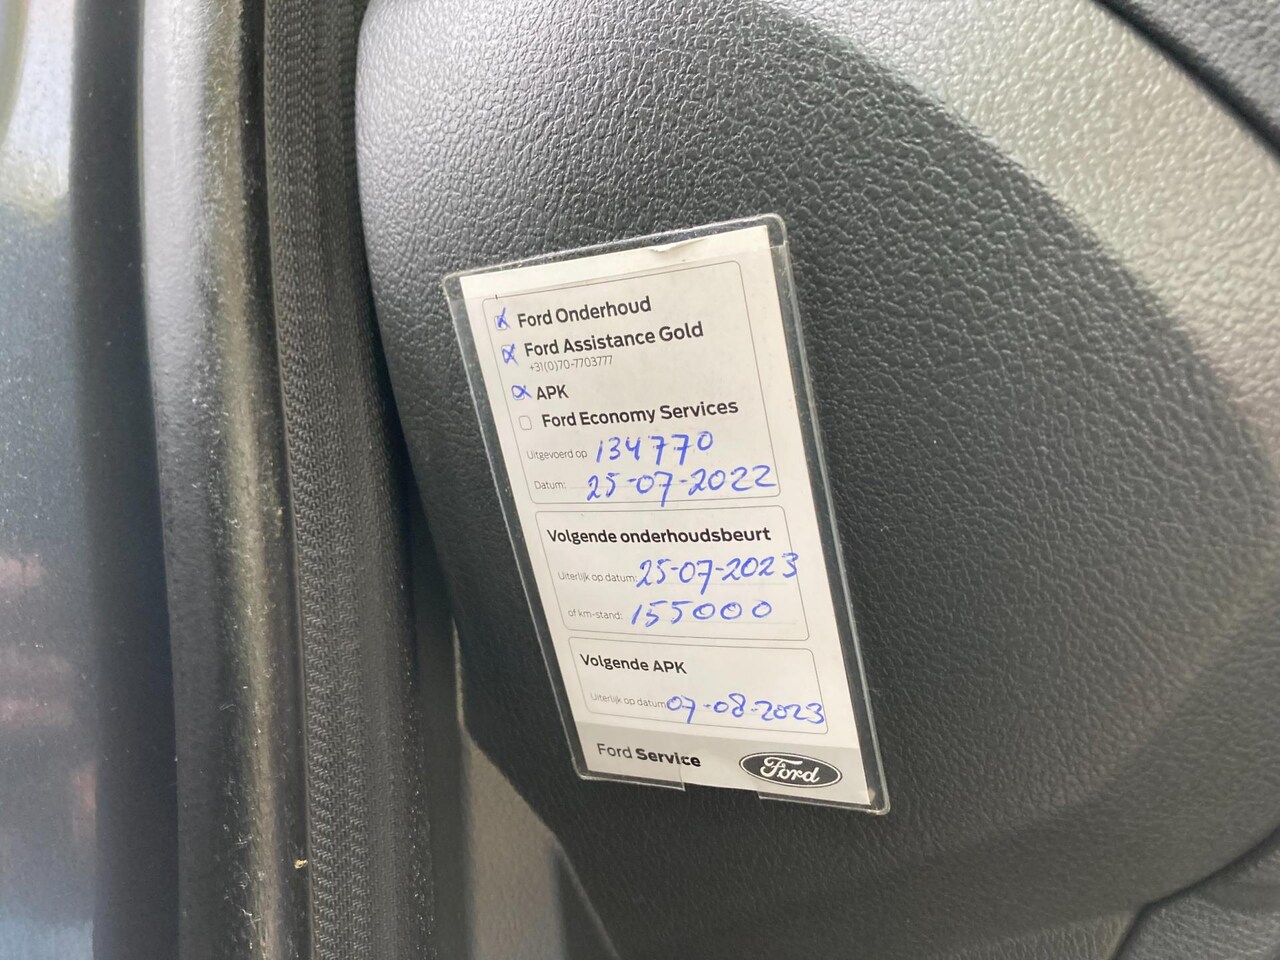 Ford Onderhoud
Ford Assistance Gold
+31(0)70-7703777
APK
Ford Economy Services
Uitgevoerd op 134770
Datum: 25-07-2022
Volgende onderhoudsbeurt
Uiterlijk op datum: 25-07-2023
of km-stand: 155000
Volgende APK
Uiterlijk op datum 07-08-2023
Ford Service
Ford